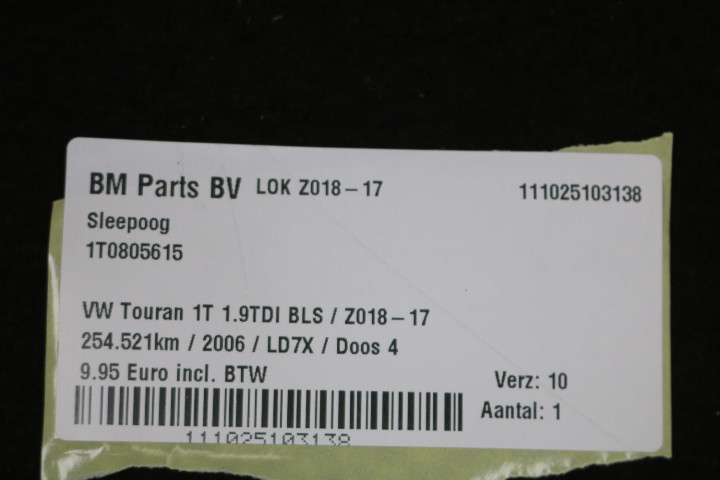 BM Parts BV LOK Z018-17 111025103138
Sleepoog
1T0805615
VW Touran 1T 1.9TDI BLS / Z018-17
254.521km / 2006 / LD7X / Doos 4
9.95 Euro incl. BTW
Verz: 10
Aantal: 1
111025103138